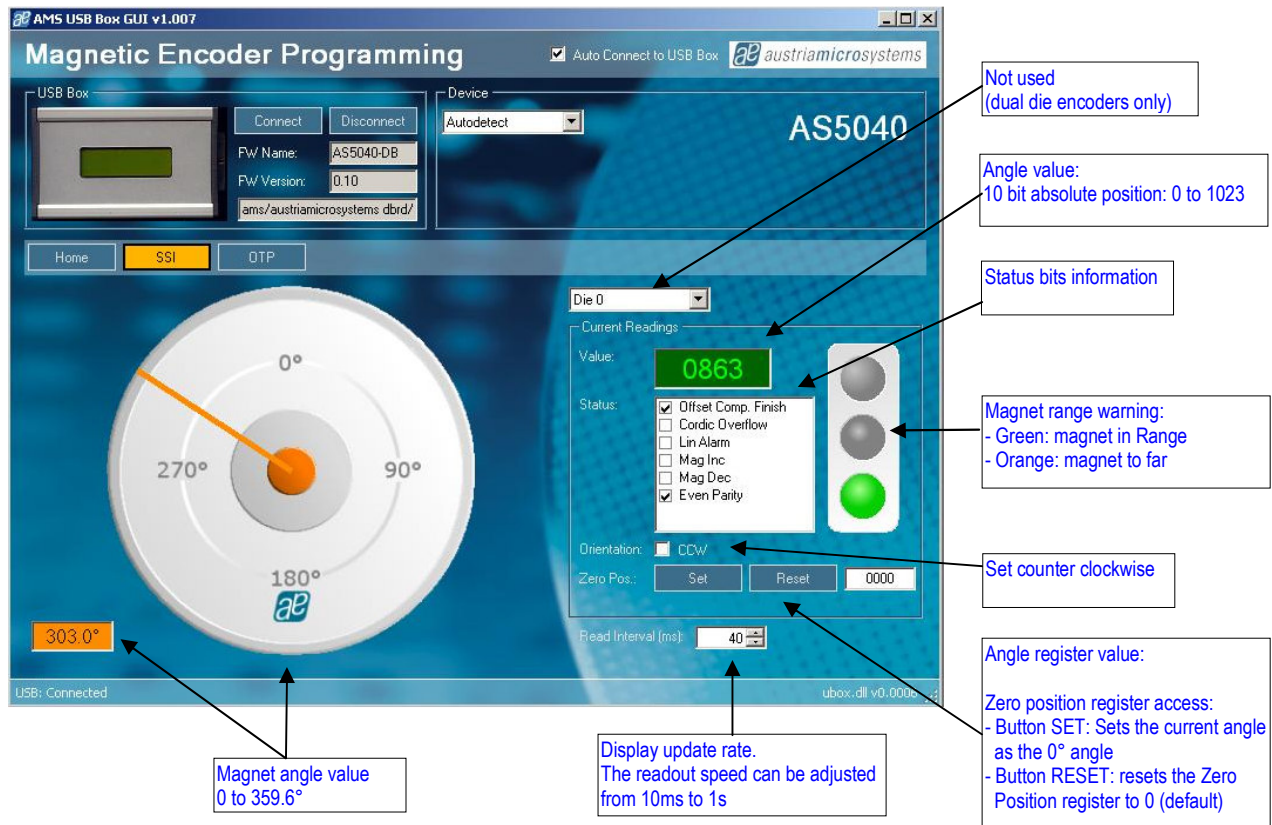 AMS USB Box GUI v1.007
Magnetic Encoder Programming
Auto Connect to USB Box
austriamicrosystems
USB Box
Connect
Disconnect
FW Name:
AS5040-DB
FW Version:
0.10
ams/austriamicrosystems dbrd/
Device
Autodetect
AS5040
Home
SSI
OTP
0°
270°
90°
180°
303.0°
Die 0
Current Readings
Value:
0863
Status:
Offset Comp. Finish
Cordic Overflow
Lin Alarm
Mag Inc
Mag Dec
Even Parity
Orientation:
CCW
Zero Pos.:
Set
Reset
0000
Read Interval (ms):
40
USB: Connected
ubox.dll v0.0006
Not used
(dual die encoders only)
Angle value:
10 bit absolute position: 0 to 1023
Status bits information
Magnet range warning:
- Green: magnet in Range
- Orange: magnet to far
Set counter clockwise
Angle register value:
Zero position register access:
- Button SET: Sets the current angle
as the 0° angle
- Button RESET: resets the Zero
Position register to 0 (default)
Magnet angle value
0 to 359.6°
Display update rate.
The readout speed can be adjusted
from 10ms to 1s